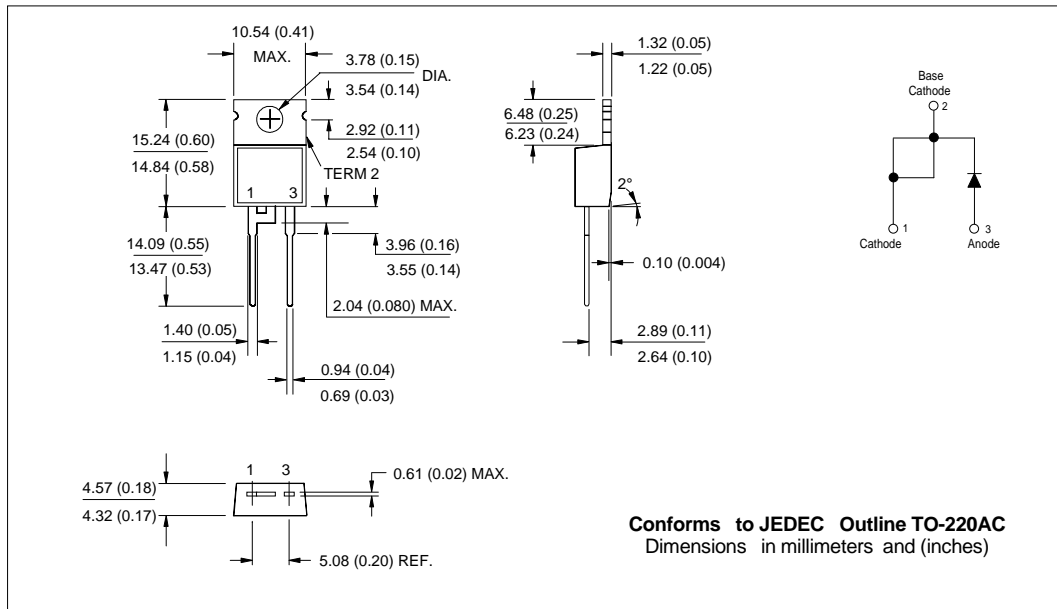 10.54 (0.41)
MAX.
3.78 (0.15)
3.54 (0.14)
DIA.
2.92 (0.11)
2.54 (0.10)
15.24 (0.60)
14.84 (0.58)
TERM 2
1 3
14.09 (0.55)
13.47 (0.53)
3.96 (0.16)
3.55 (0.14)
2.04 (0.080) MAX.
1.40 (0.05)
1.15 (0.04)
0.94 (0.04)
0.69 (0.03)
1.32 (0.05)
1.22 (0.05)
6.48 (0.25)
6.23 (0.24)
2°
0.10 (0.004)
2.89 (0.11)
2.64 (0.10)
Base
Cathode
2
1
Cathode
3
Anode
1 3
4.57 (0.18)
4.32 (0.17)
0.61 (0.02) MAX.
5.08 (0.20) REF.
Conforms to JEDEC Outline TO-220AC
Dimensions in millimeters and (inches)